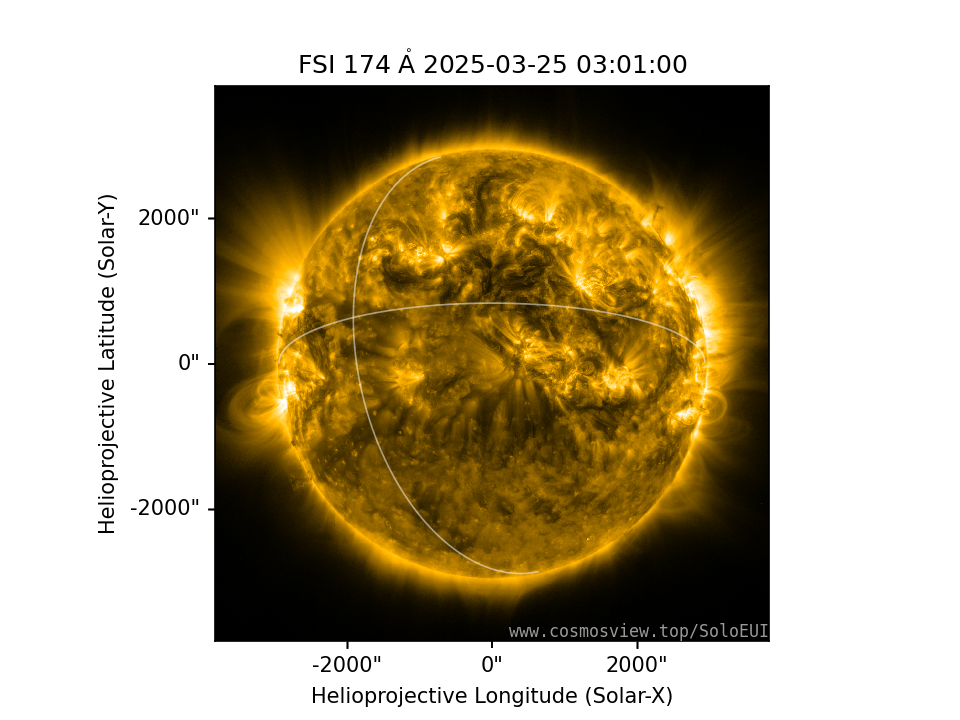 FSI 174 Å 2025-03-25 03:01:00
Helioprojective Latitude (Solar-Y)
2000"
0"
-2000"
www.cosmosview.top/SoloEUI
-2000" 0" 2000"
Helioprojective Longitude (Solar-X)